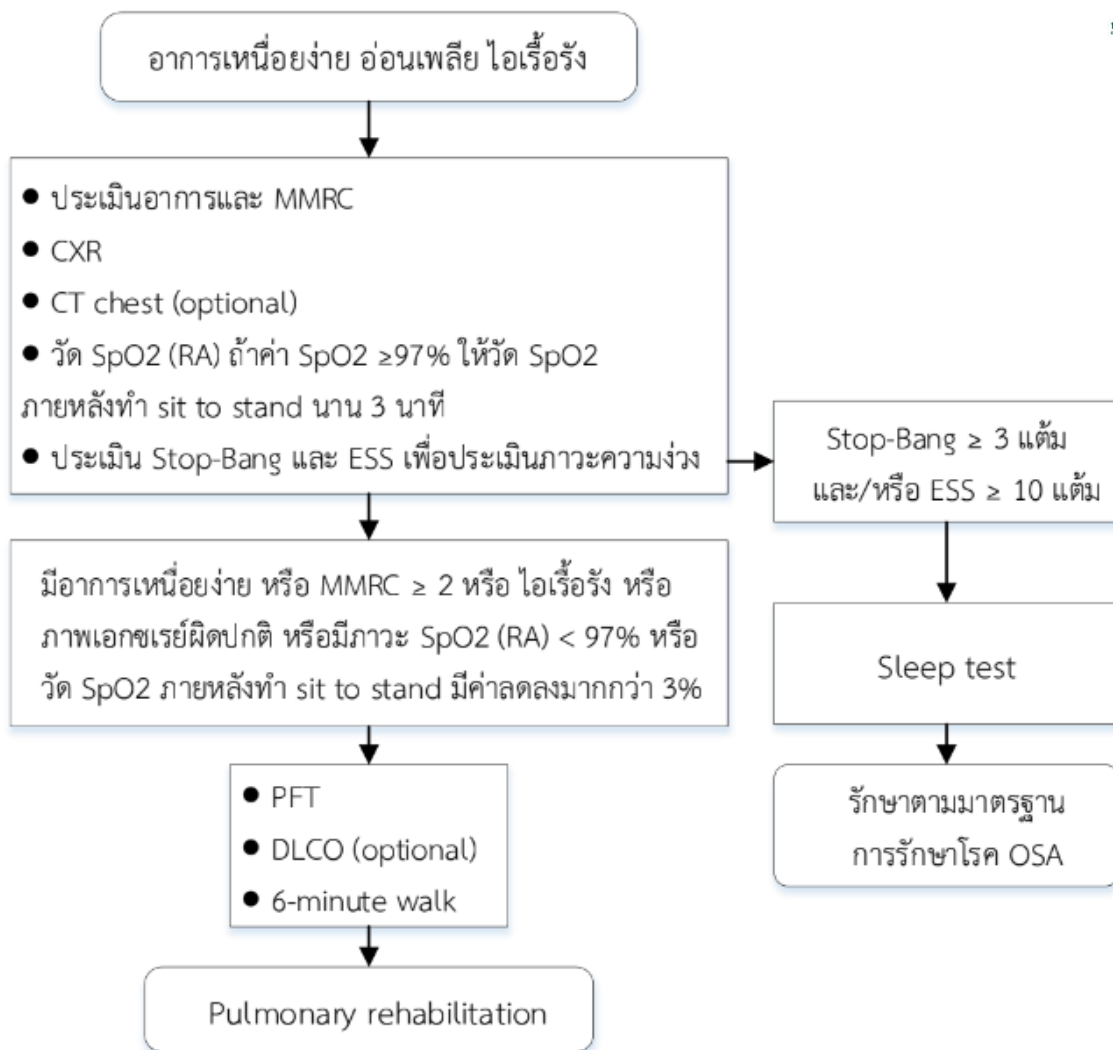 อาการเหนื่อยง่าย อ่อนเพลีย ไอเรื้อรัง
● ประเมินอาการและ MMRC
● CXR
● CT chest (optional)
● วัด SpO2 (RA) ถ้าค่า SpO2 ≥97% ให้วัด SpO2
ภายหลังทำ sit to stand นาน 3 นาที
● ประเมิน Stop-Bang และ ESS เพื่อประเมินภาวะความง่วง
Stop-Bang ≥ 3 แต้ม
และ/หรือ ESS ≥ 10 แต้ม
มีอาการเหนื่อยง่าย หรือ MMRC ≥ 2 หรือ ไอเรื้อรัง หรือ
ภาพเอกซเรย์ผิดปกติ หรือมีภาวะ SpO2 (RA) < 97% หรือ
วัด SpO2 ภายหลังทำ sit to stand มีค่าลดลงมากกว่า 3%
Sleep test
● PFT
● DLCO (optional)
● 6-minute walk
รักษาตามมาตรฐาน
การรักษาโรค OSA
Pulmonary rehabilitation